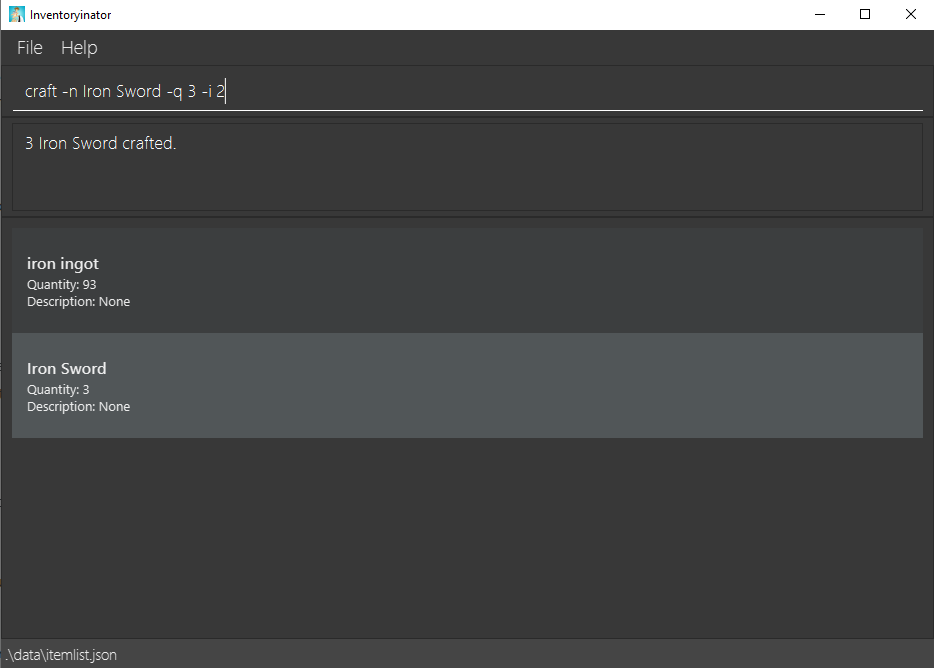 Inventoryinator
File Help
craft -n Iron Sword -q 3 -i 2
3 Iron Sword crafted.
iron ingot
Quantity: 93
Description: None
Iron Sword
Quantity: 3
Description: None
.\data\itemlist.json